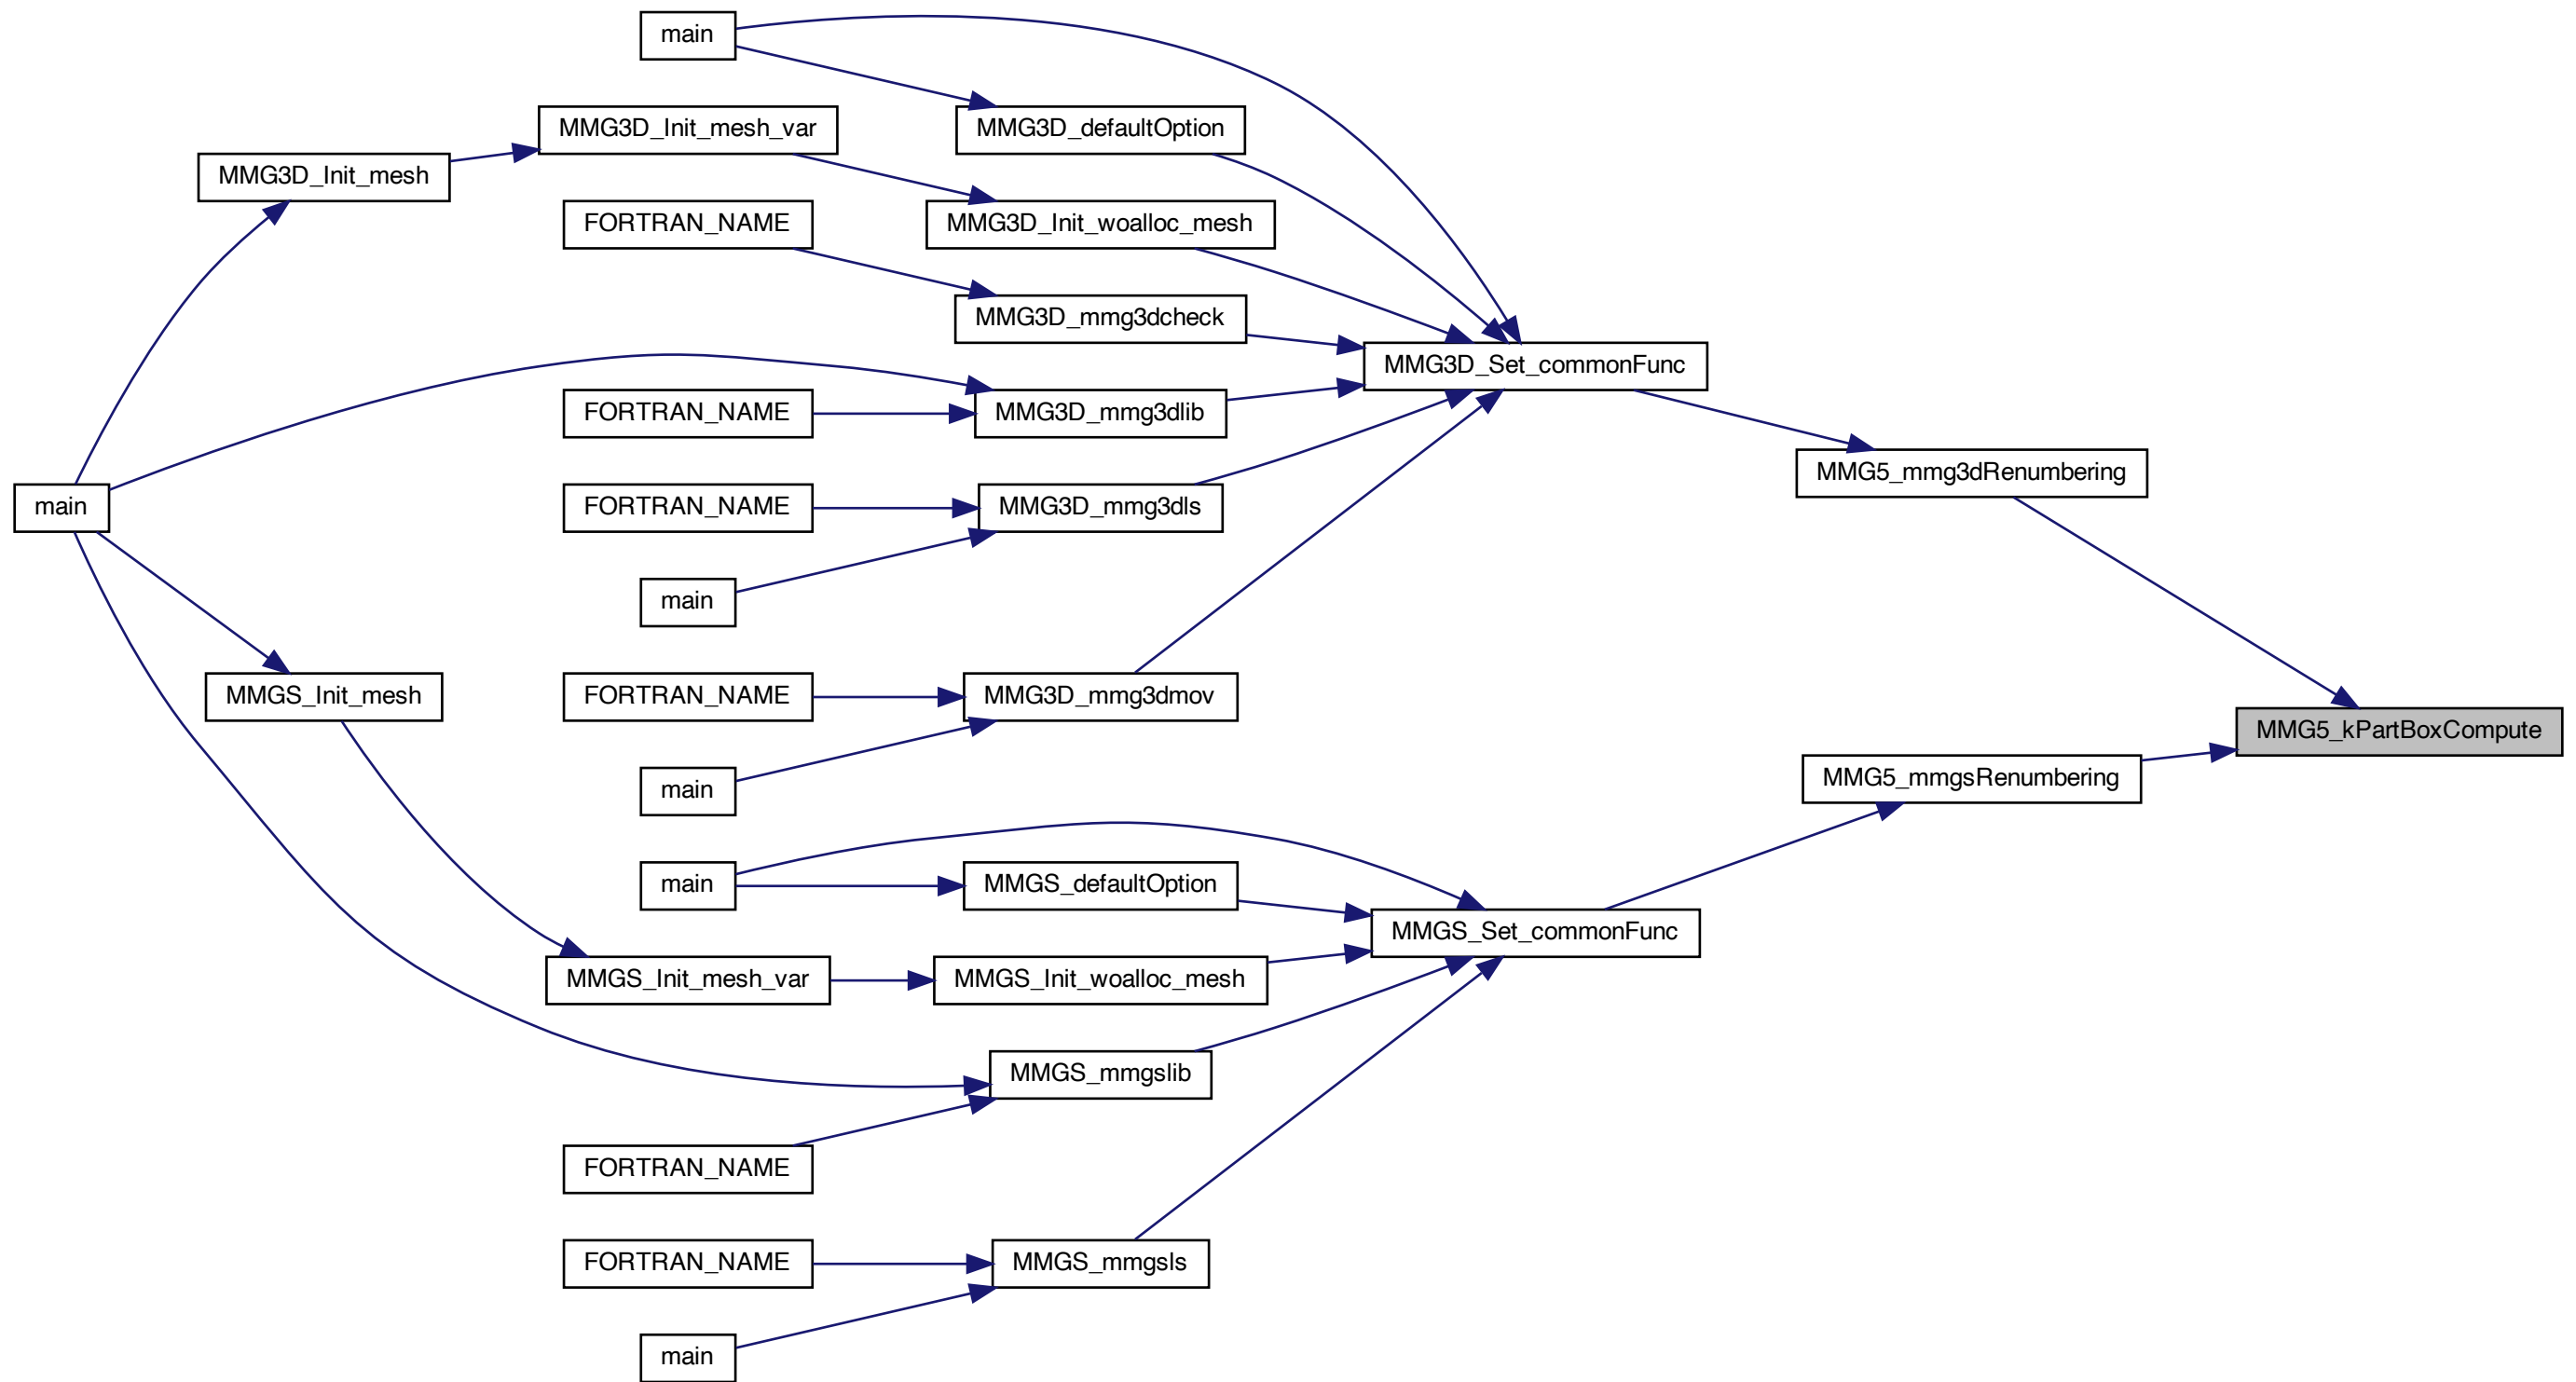 main
MMG3D_defaultOption
MMG3D_Init_mesh_var
MMG3D_Init_mesh
MMG3D_Init_woalloc_mesh
FORTRAN_NAME
MMG3D_mmg3dcheck
MMG3D_Set_commonFunc
FORTRAN_NAME
MMG3D_mmg3dlib
MMG5_mmg3dRenumbering
main
FORTRAN_NAME
MMG3D_mmg3dls
main
MMGS_Init_mesh
FORTRAN_NAME
MMG3D_mmg3dmov
MMG5_kPartBoxCompute
MMG5_mmgsRenumbering
main
main
MMGS_defaultOption
MMGS_Set_commonFunc
MMGS_Init_mesh_var
MMGS_Init_woalloc_mesh
MMGS_mmgslib
FORTRAN_NAME
FORTRAN_NAME
MMGS_mmgsls
main